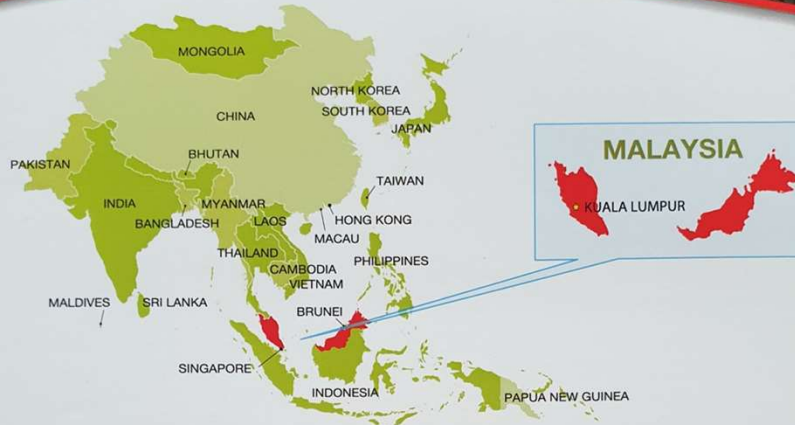 MONGOLIA
NORTH KOREA
SOUTH KOREA
CHINA
JAPAN
MALAYSIA
BHUTAN
PAKISTAN
TAIWAN
INDIA
MYANMAR
KUALA LUMPUR
BANGLADESH
LAOS
HONG KONG
MACAU
THAILAND
PHILIPPINES
CAMBODIA
VIETNAM
MALDIVES
SRI LANKA
BRUNEI
SINGAPORE
INDONESIA
PAPUA NEW GUINEA